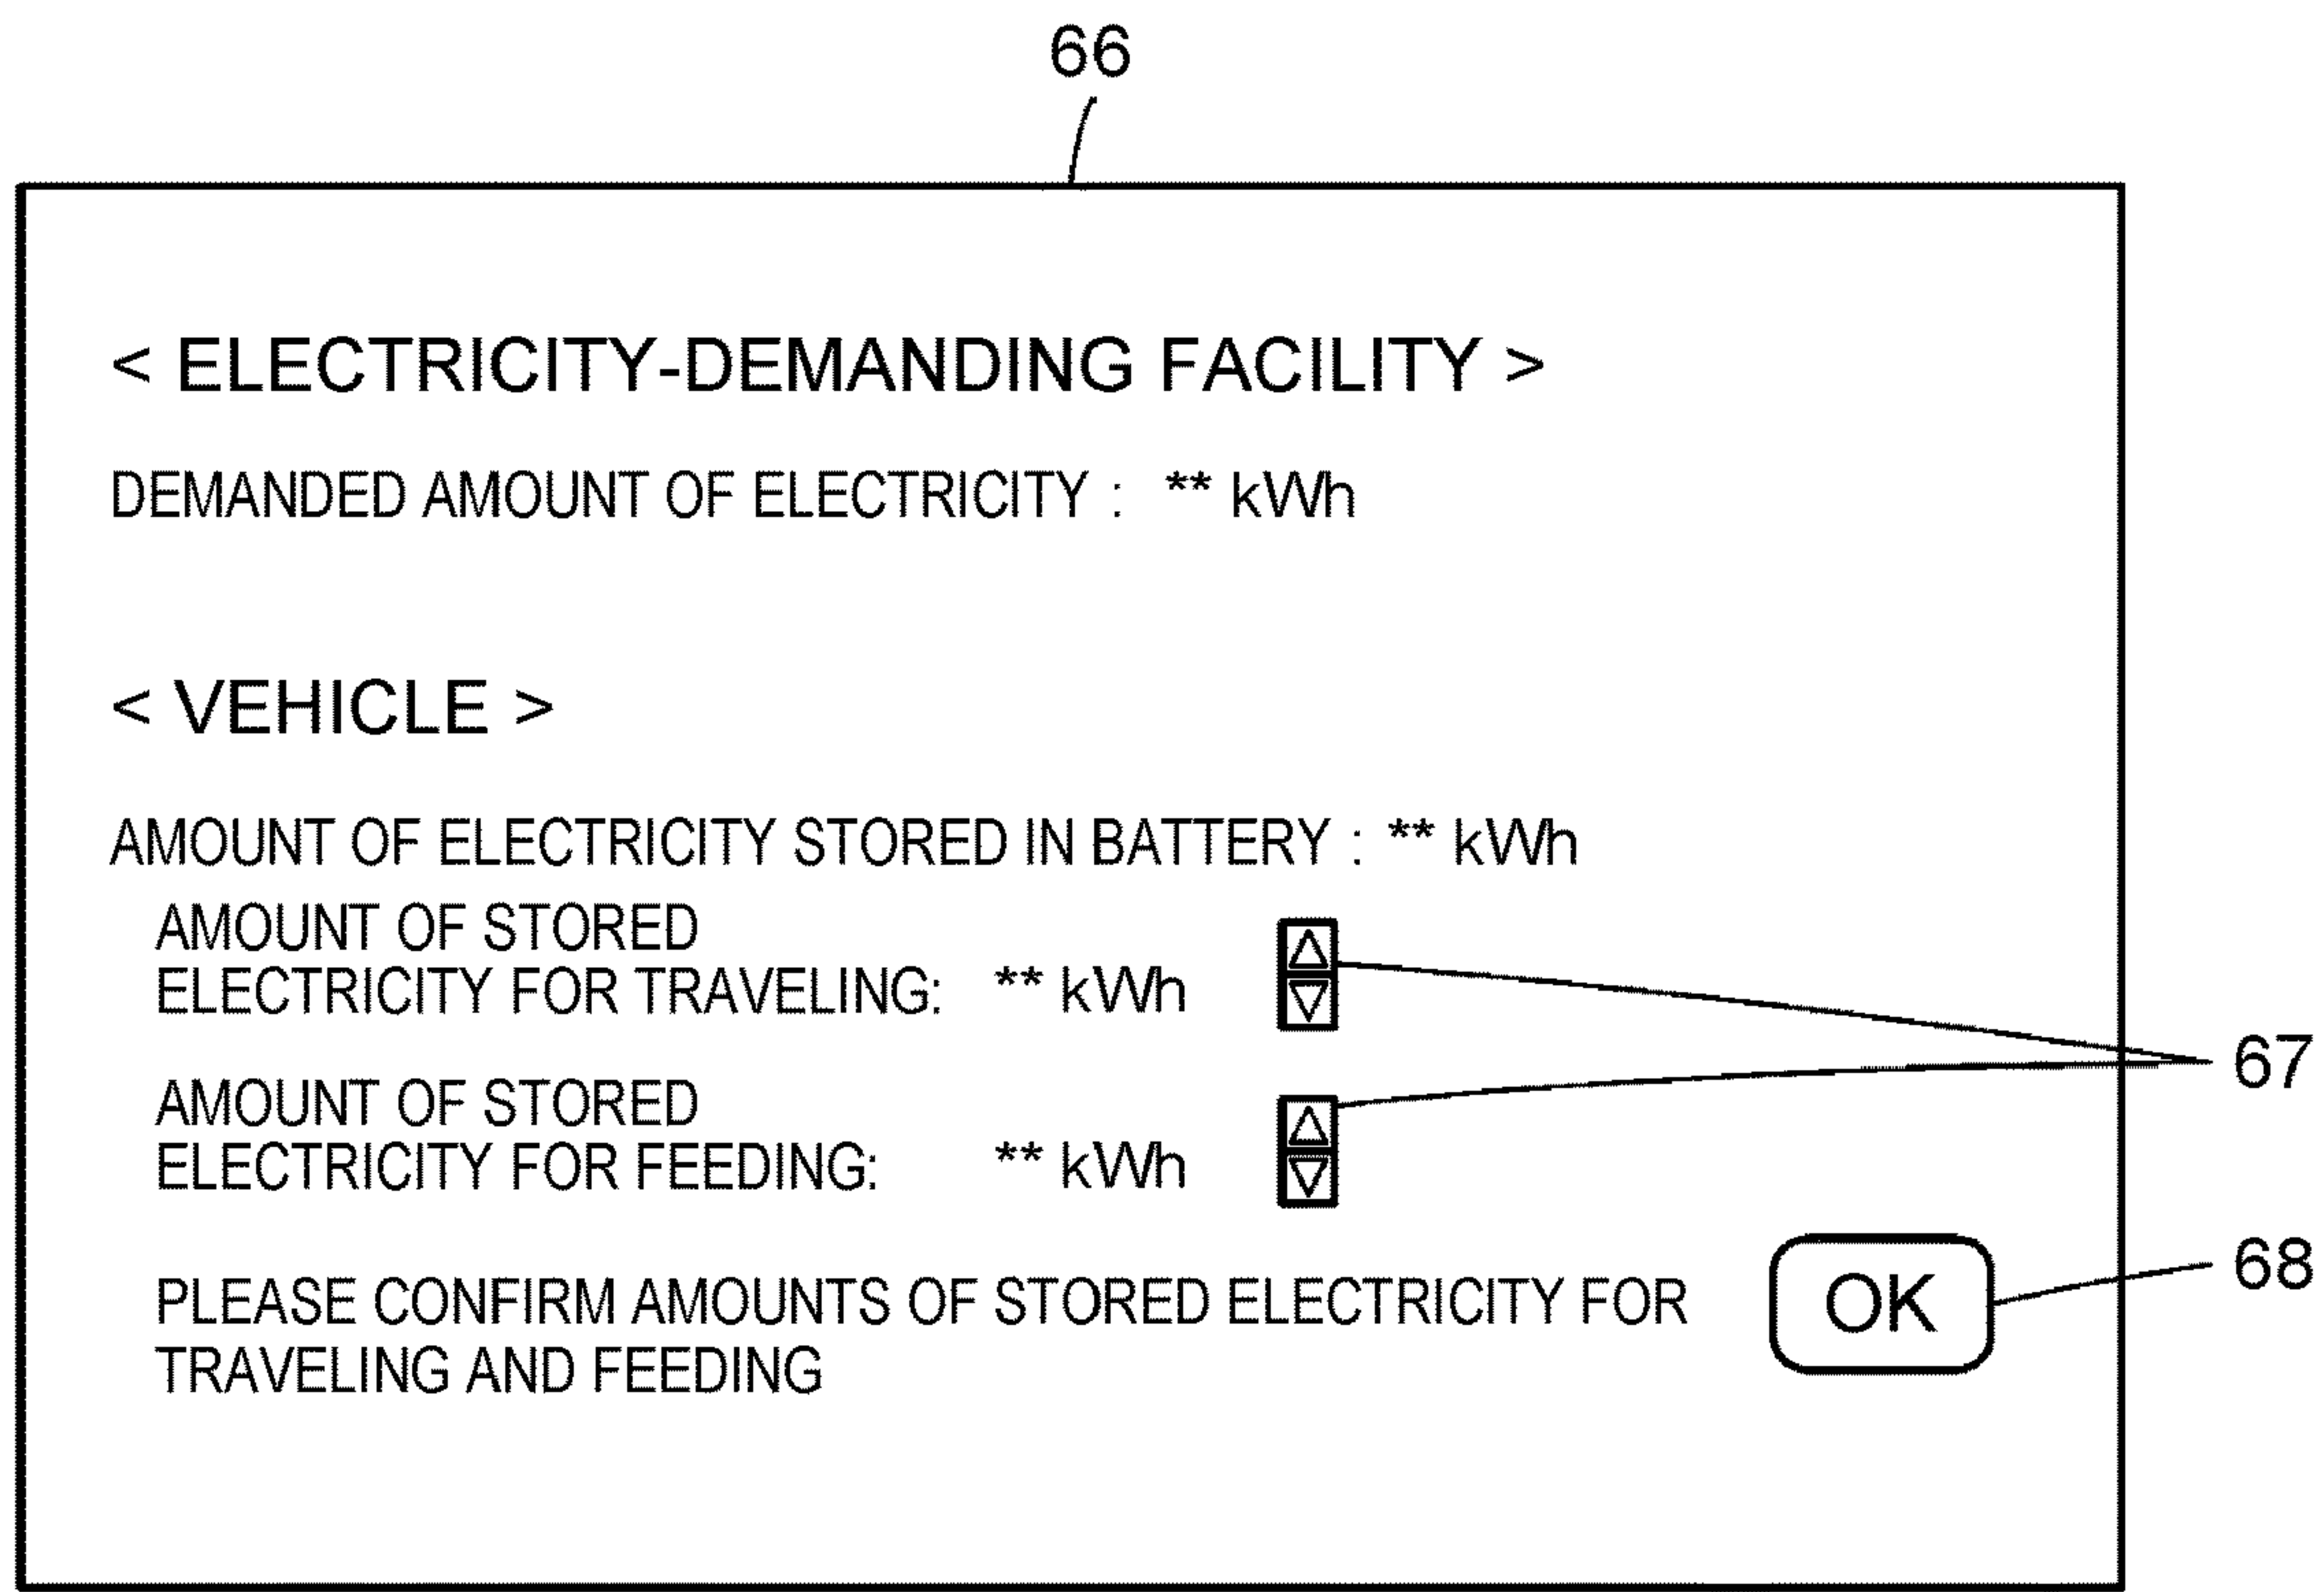 66
< ELECTRICITY-DEMANDING FACILITY >
DEMANDED AMOUNT OF ELECTRICITY : ** kWh
< VEHICLE >
AMOUNT OF ELECTRICITY STORED IN BATTERY : ** kWh
AMOUNT OF STORED
ELECTRICITY FOR TRAVELING: ** kWh
67
AMOUNT OF STORED
ELECTRICITY FOR FEEDING: ** kWh
PLEASE CONFIRM AMOUNTS OF STORED ELECTRICITY FOR
TRAVELING AND FEEDING
OK
68